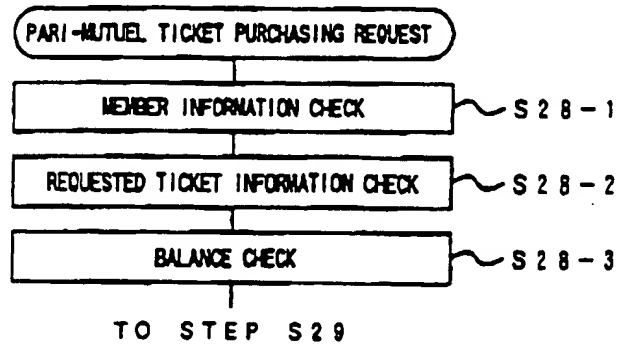 PARI-MUTUEL TICKET PURCHASING REQUEST
MEMBER INFORMATION CHECK
S28-1
REQUESTED TICKET INFORMATION CHECK
S28-2
BALANCE CHECK
S28-3
TO STEP S29